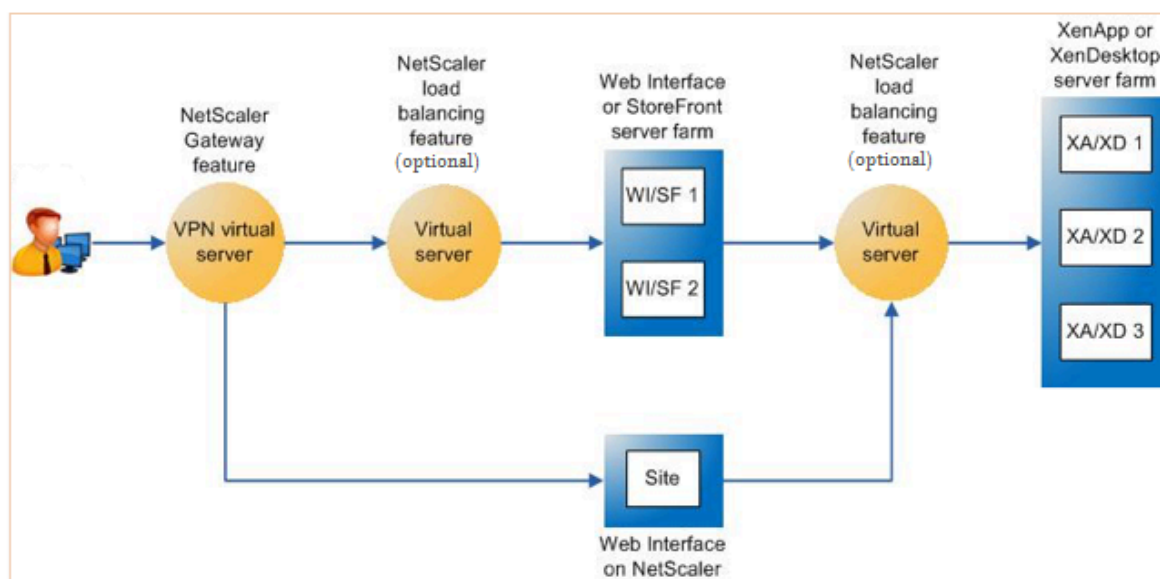 NetScaler
Gateway
feature
VPN virtual
server
NetScaler
load
balancing
feature
(optional)
Virtual
server
Web Interface
or StoreFront
server farm
WI/SF 1
WI/SF 2
NetScaler
load
balancing
feature
(optional)
Virtual
server
XenApp or
XenDesktop
server farm
XA/XD 1
XA/XD 2
XA/XD 3
Site
Web Interface
on NetScaler